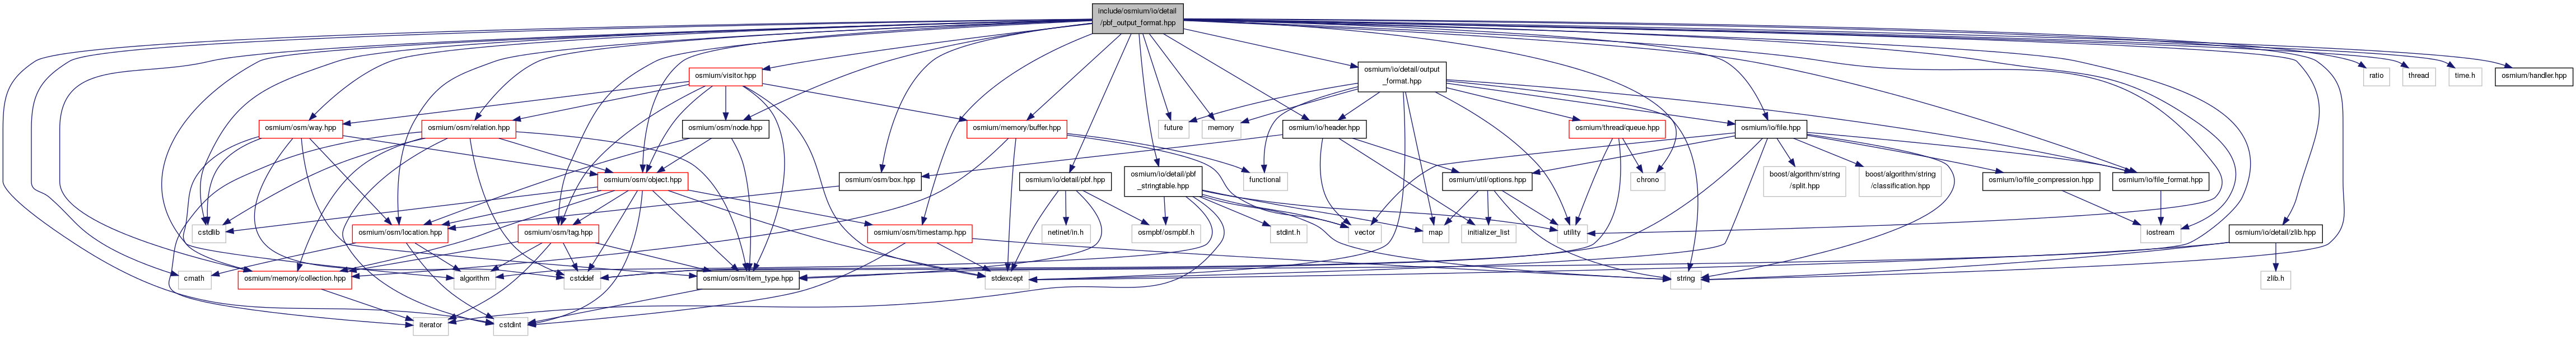 include/osmium/io/detail
/pbf_output_format.hpp
osmium/visitor.hpp
osmium/io/detail/output
_format.hpp
ratio
thread
time.h
osmium/handler.hpp
osmium/osm/way.hpp
osmium/osm/relation.hpp
osmium/osm/node.hpp
osmium/memory/buffer.hpp
future
memory
osmium/io/header.hpp
osmium/thread/queue.hpp
osmium/io/file.hpp
osmium/osm/object.hpp
osmium/osm/box.hpp
osmium/io/detail/pbf.hpp
osmium/io/detail/pbf
_stringtable.hpp
functional
osmium/util/options.hpp
chrono
boost/algorithm/string
/split.hpp
boost/algorithm/string
/classification.hpp
osmium/io/file_compression.hpp
osmium/io/file_format.hpp
cstdlib
osmium/osm/location.hpp
osmium/osm/tag.hpp
osmium/osm/timestamp.hpp
netinet/in.h
osmpbf/osmpbf.h
stdint.h
vector
map
initializer_list
utility
iostream
osmium/io/detail/zlib.hpp
cmath
osmium/memory/collection.hpp
algorithm
cstddef
osmium/osm/item_type.hpp
stdexcept
string
zlib.h
iterator
cstdint